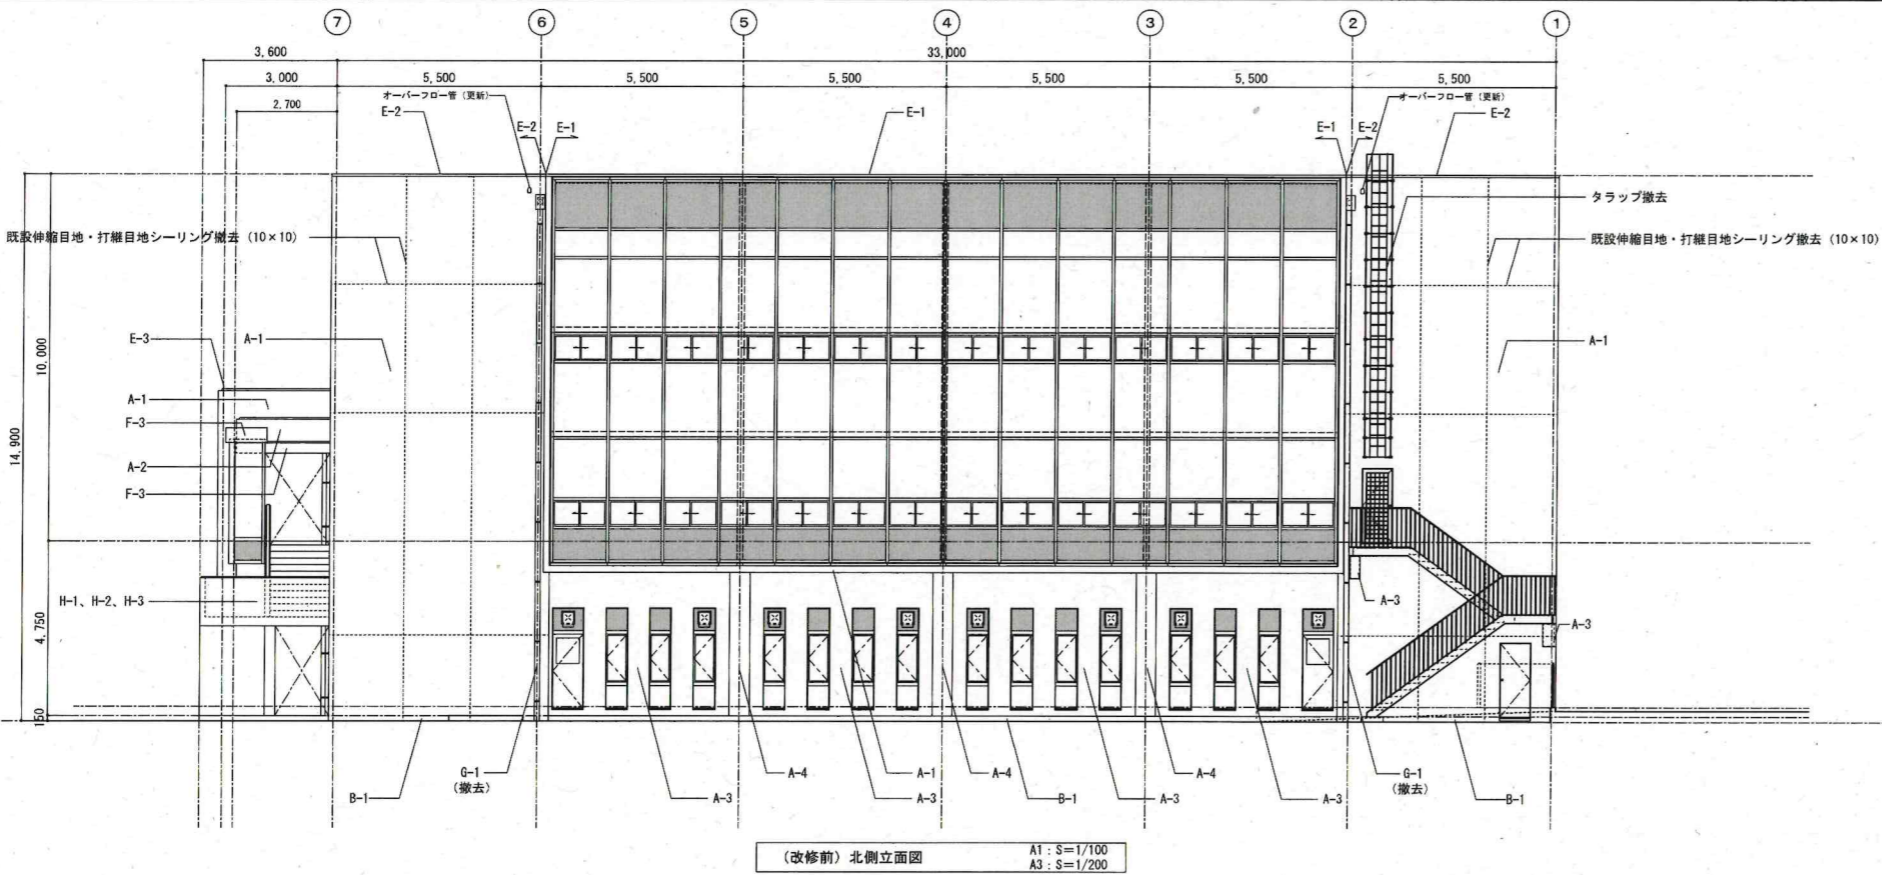 7 6 5 4 3 2 1
3,600 33,000
3,000 5,500 5,500 5,500 5,500 5,500 5,500
2,700
オーバーフロー管（更新） オーバーフロー管（更新）
E-2 E-1 E-2
E-2 E-1 E-1 E-2
タラップ撤去
既設伸縮目地・打継目地シーリング撤去（10×10） 既設伸縮目地・打継目地シーリング撤去（10×10）
E-3 A-1 A-1
10,000
A-1
F-3
14,900
A-2
F-3
H-1、H-2、H-3 A-3
4,750 A-3
150
G-1 A-4 A-1 A-4 A-4 G-1
（撤去） （撤去）
B-1 A-3 A-3 B-1 A-3 A-3 B-1
（改修前）北側立面図
A1：S=1/100
A3：S=1/200